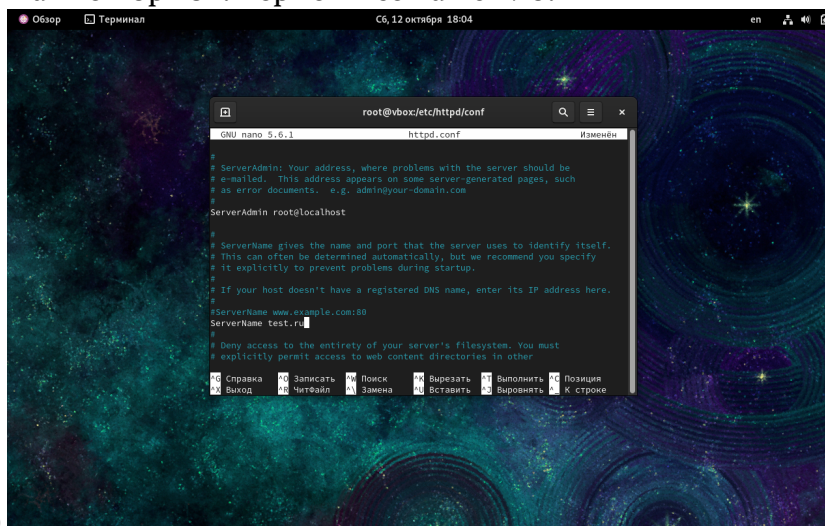 Обзор Терминал Сб, 12 октября 18:04 en
root@vbox:/etc/httpd/conf
GNU nano 5.6.1 httpd.conf Изменён
#
# ServerAdmin: Your address, where problems with the server should be
# e-mailed. This address appears on some server-generated pages, such
# as error documents. e.g. admin@your-domain.com
#
ServerAdmin root@localhost
#
# ServerName gives the name and port that the server uses to identify itself.
# This can often be determined automatically, but we recommend you specify
# it explicitly to prevent problems during startup.
#
# If your host doesn't have a registered DNS name, enter its IP address here.
#
#ServerName www.example.com:80
ServerName test.ru
#
# Deny access to the entirety of your server's filesystem. You must
# explicitly permit access to web content directories in other
^G Справка ^O Записать ^W Поиск ^K Вырезать ^T Выполнить ^C Позиция
^X Выход ^R ЧитФайл ^\ Замена ^U Вставить ^J Выровнять ^_ К строке